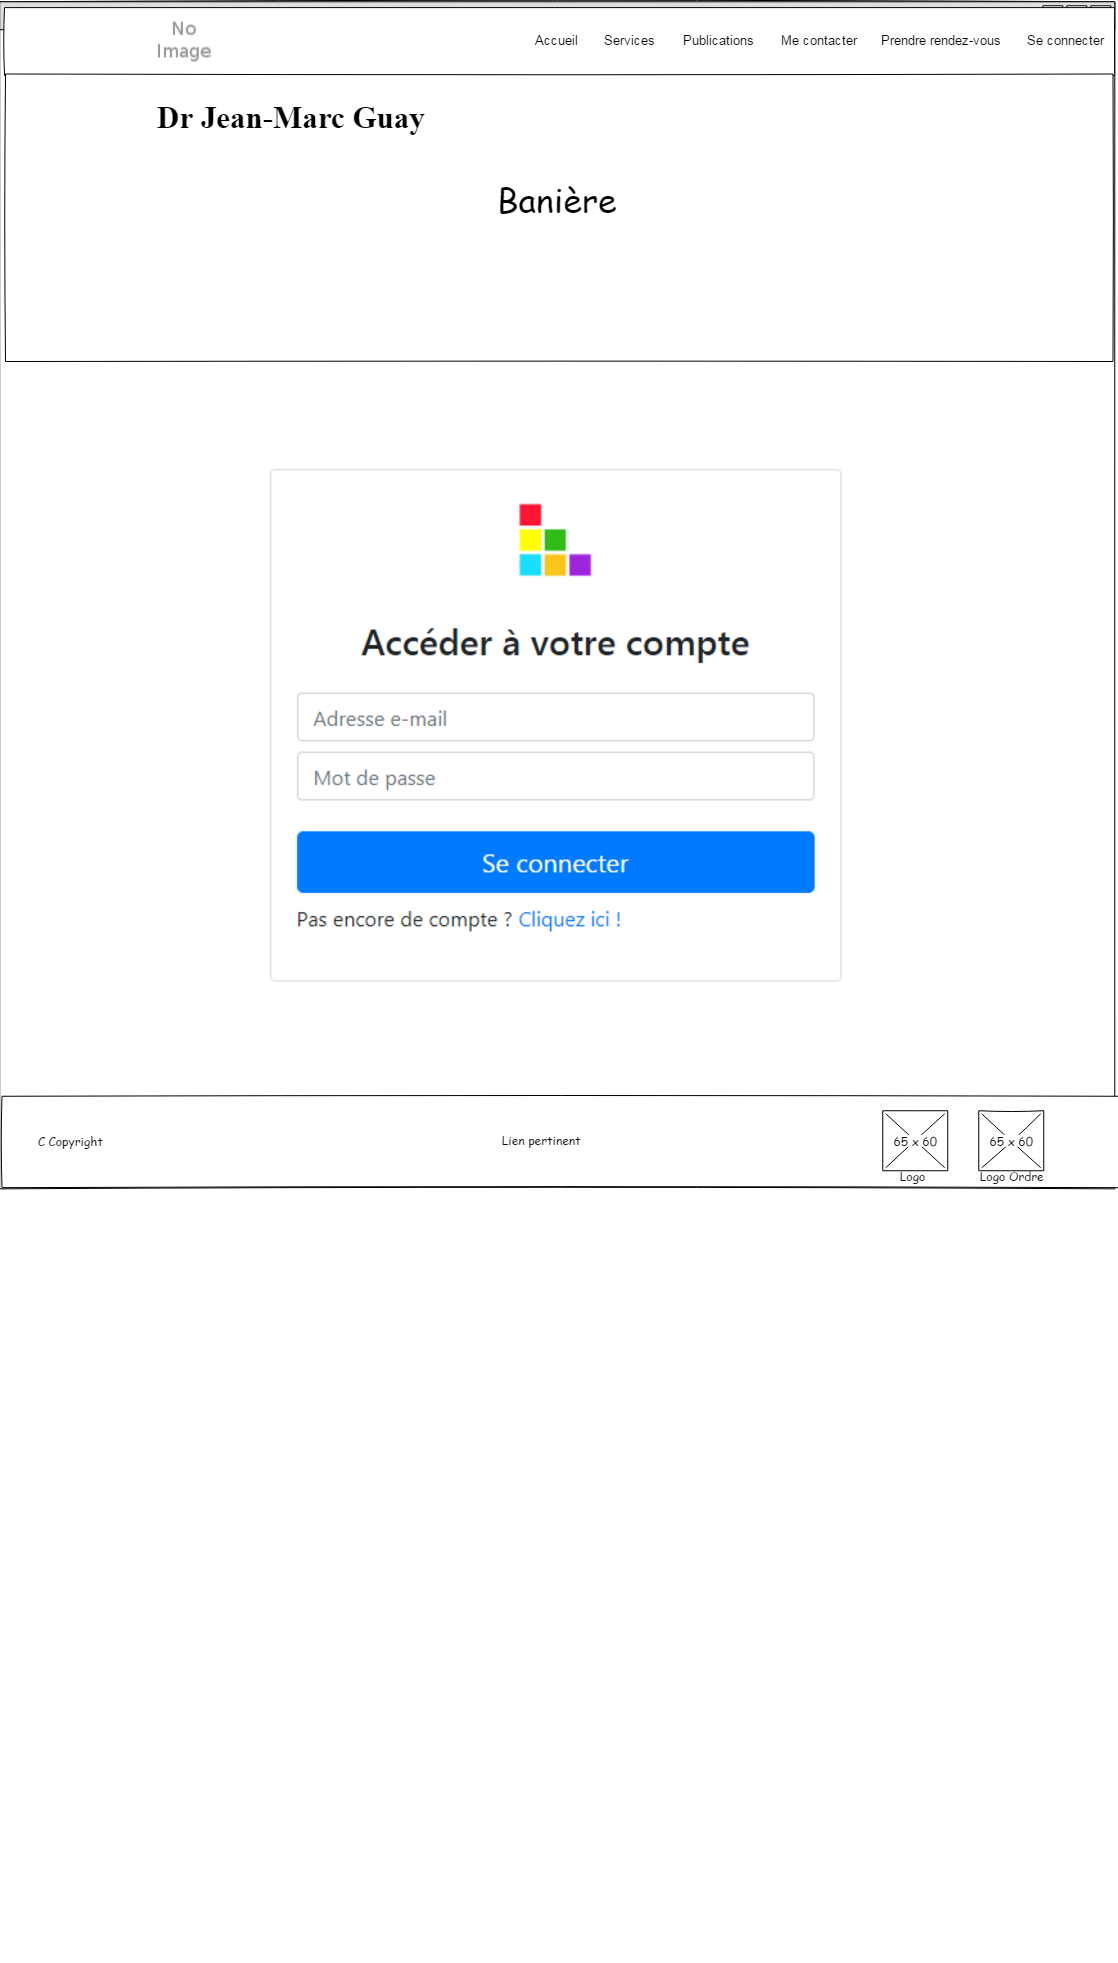 No
Image
Accueil Services Publications Me contacter Prendre rendez-vous Se connecter
Dr Jean-Marc Guay
Banière
Accéder à votre compte
Adresse e-mail
Mot de passe
Se connecter
Pas encore de compte ? Cliquez ici !
C Copyright
Lien pertinent
65 x 60
Logo
65 x 60
Logo Ordre